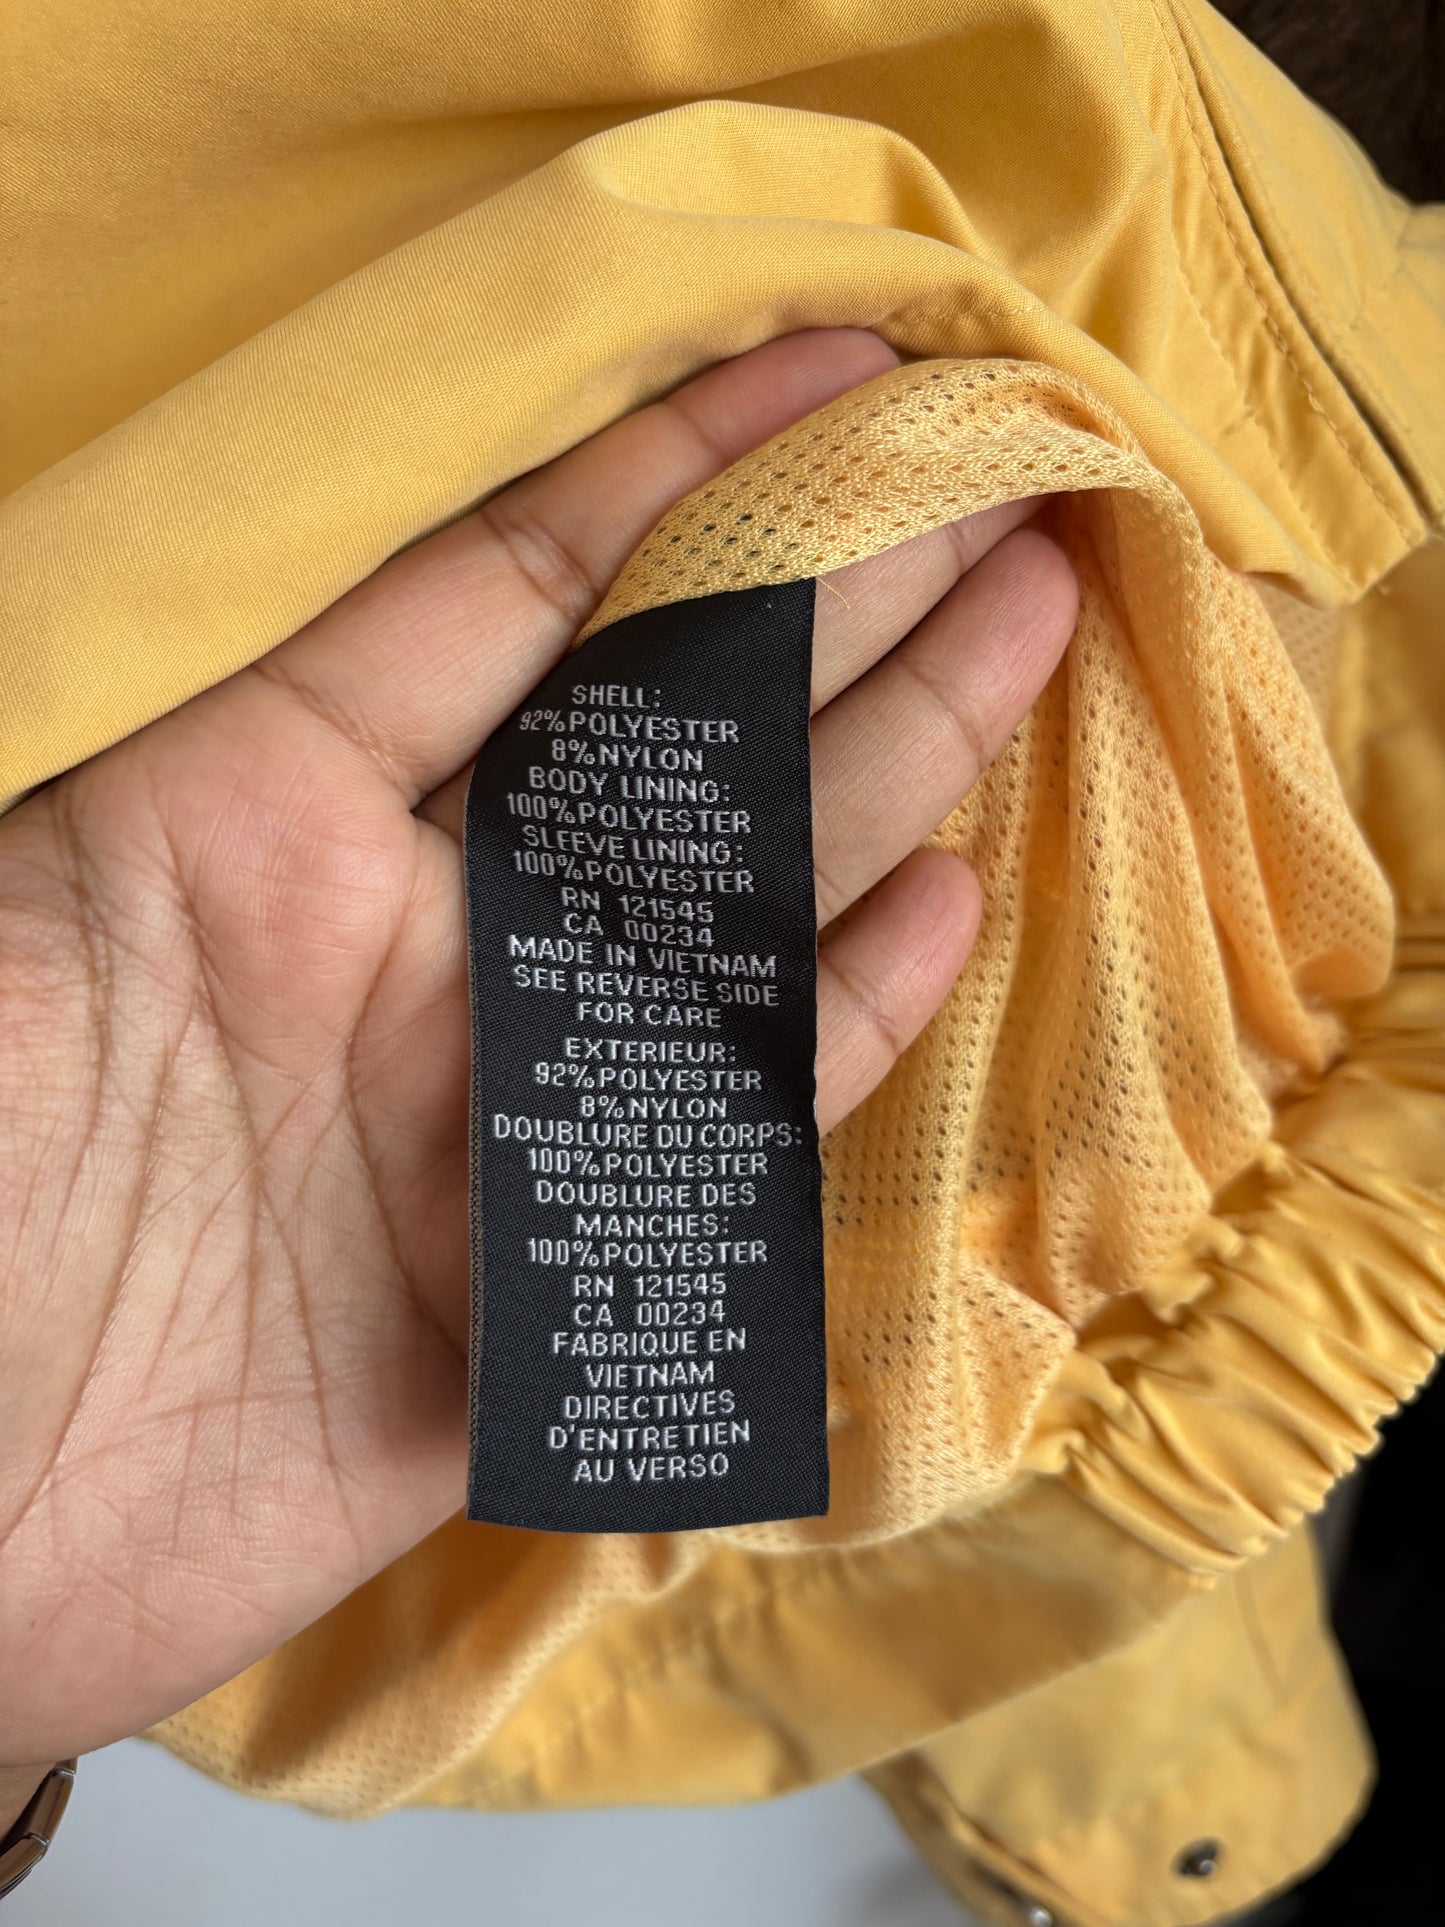 SHELL:
92%POLYESTER
8%NYLON
BODY LINING:
100%POLYESTER
SLEEVE LINING:
100%POLYESTER
RN 121545
CA 00234
MADE IN VIETNAM
SEE REVERSE SIDE
FOR CARE
EXTERIEUR:
92%POLYESTER
8%NYLON
DOUBLURE DU CORPS:
100%POLYESTER
DOUBLURE DES
MANCHES:
100%POLYESTER
RN 121545
CA 00234
FABRIQUE EN
VIETNAM
DIRECTIVES
D'ENTRETIEN
AU VERSO